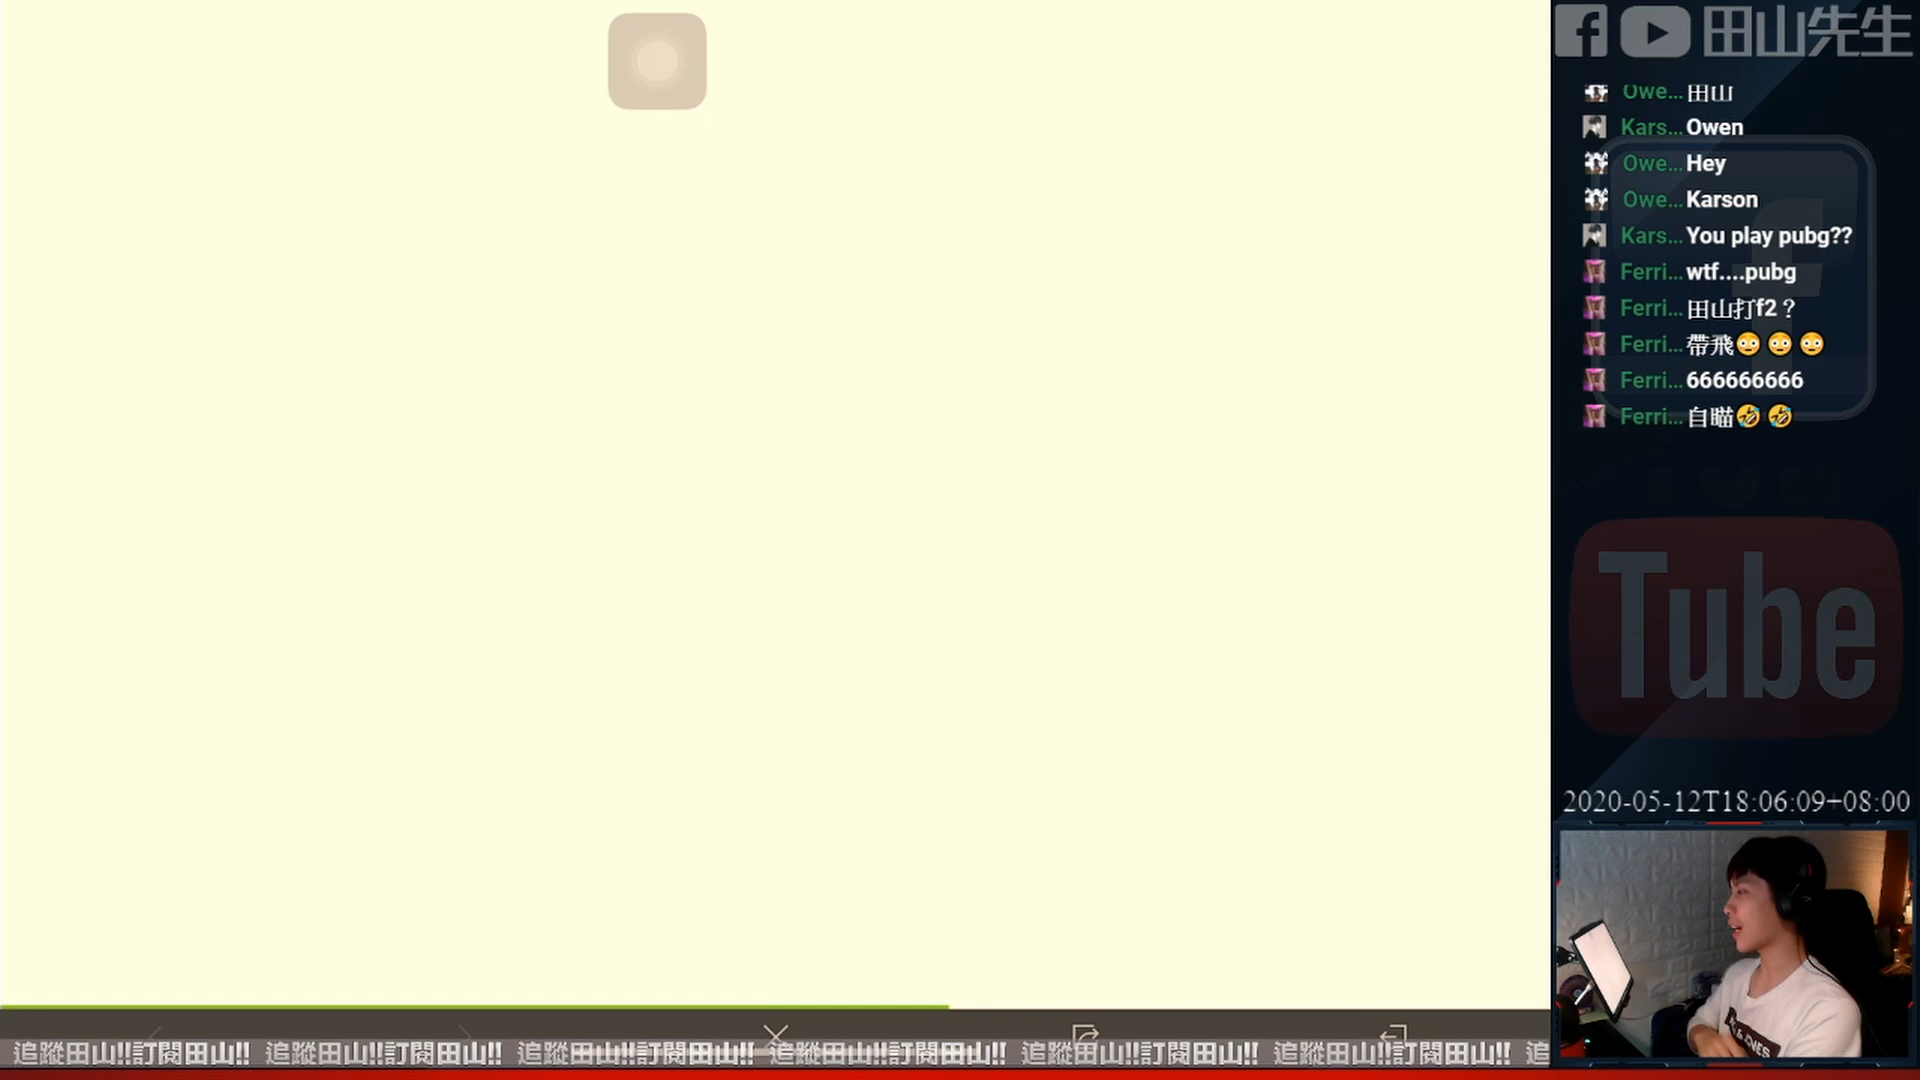 田山先生
Owe... 田山
Kars... Owen
Owe... Hey
Owe... Karson
Kars... You play pubg??
Ferri... wtf....pubg
Ferri... 田山打f2？
Ferri... 帶飛😳😳😳
Ferri... 666666666
Ferri... 自瞄🤣🤣
Tube
2020-05-12T18:06:09+08:00
追蹤田山!!訂閱田山!! 追蹤田山!!訂閱田山!! 追蹤田山!!訂閱田山!! 追蹤田山!!訂閱田山!! 追蹤田山!!訂閱田山!! 追蹤田山!!訂閱田山!! 追